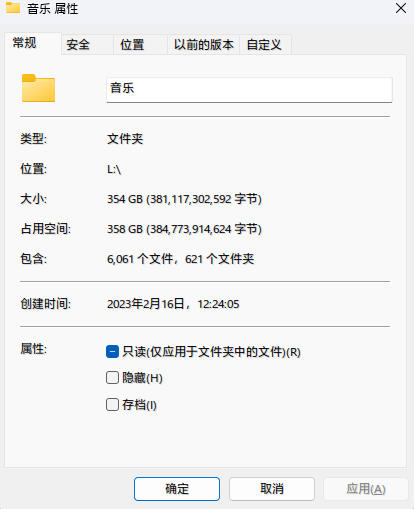 音乐 属性
常规 安全 位置 以前的版本 自定义
音乐
类型: 文件夹
位置: L:\
大小: 354 GB (381,117,302,592 字节)
占用空间: 358 GB (384,773,914,624 字节)
包含: 6,061 个文件，621 个文件夹
创建时间: 2023年2月16日，12:24:05
属性: 只读(仅应用于文件夹中的文件)(R)
隐藏(H)
存档(I)
确定 取消 应用(A)